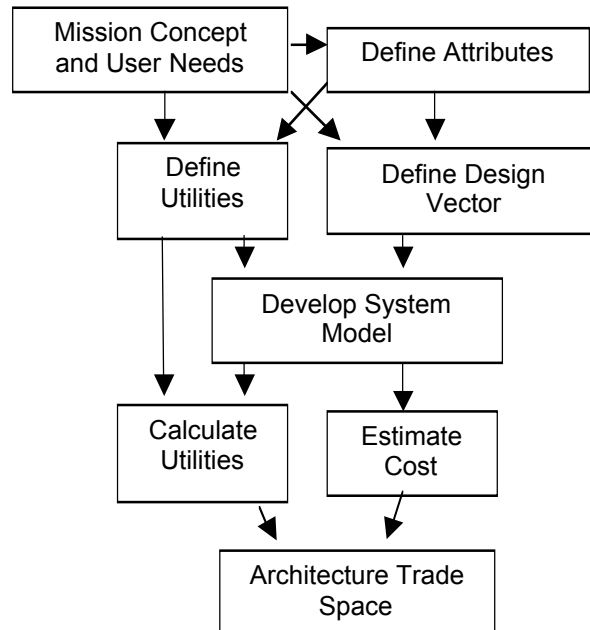 Mission Concept
and User Needs
Define Attributes
Define
Utilities
Define Design
Vector
Develop System
Model
Calculate
Utilities
Estimate
Cost
Architecture Trade
Space